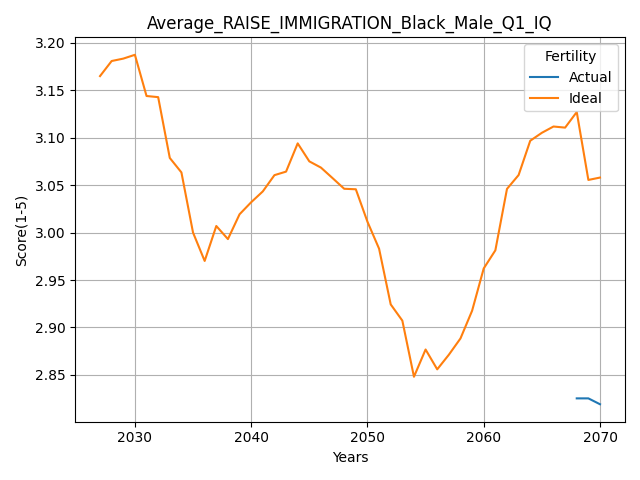 Average_RAISE_IMMIGRATION_Black_Male_Q1_IQ
Fertility
Actual
Ideal
Score(1-5)
3.20
3.15
3.10
3.05
3.00
2.95
2.90
2.85
2030 2040 2050 2060 2070
Years